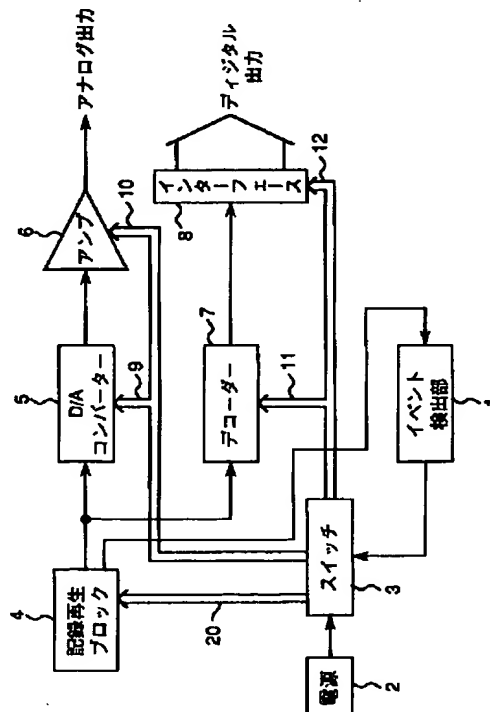 4
記録再生
ブロック
5
D/A
コンバーター
6
アンプ
アナログ出力
9
10
7
デコーダー
8
インターフェース
ディジタル
出力
11
12
20
2
電源
3
スイッチ
イベント
検出部
1